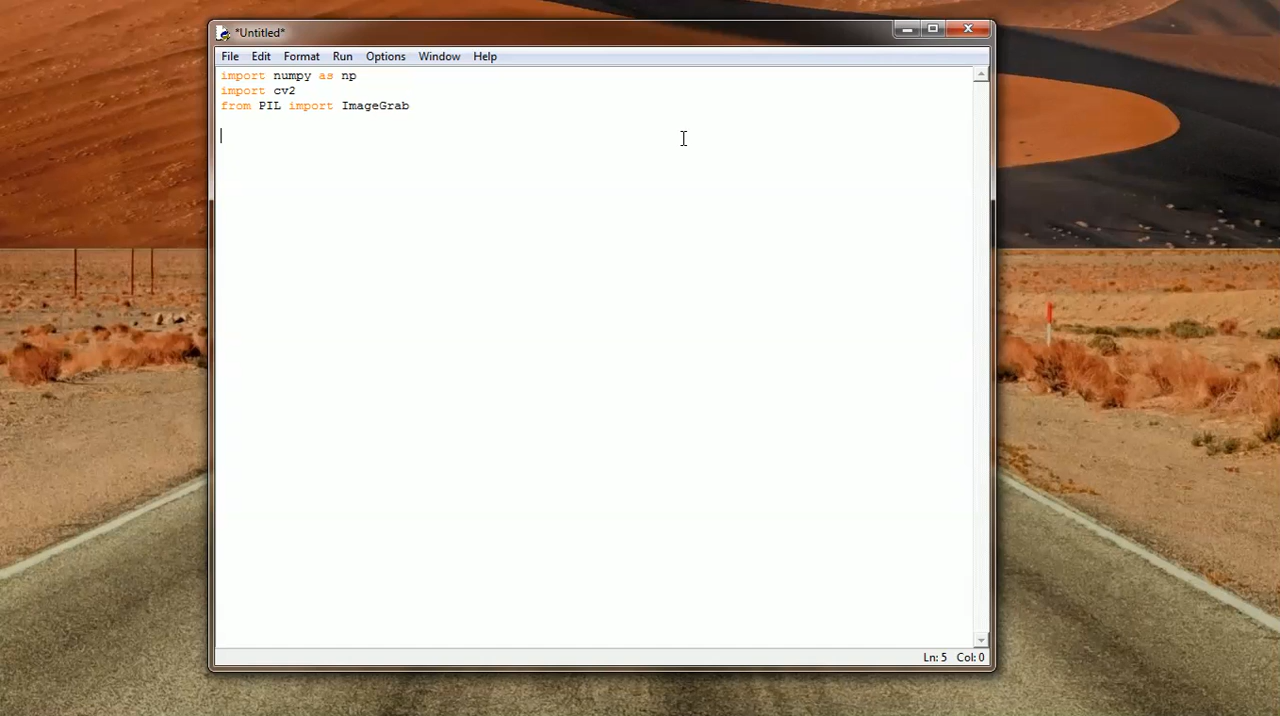 *Untitled*
File Edit Format Run Options Window Help
import numpy as np
import cv2
from PIL import ImageGrab
Ln: 5 Col: 0